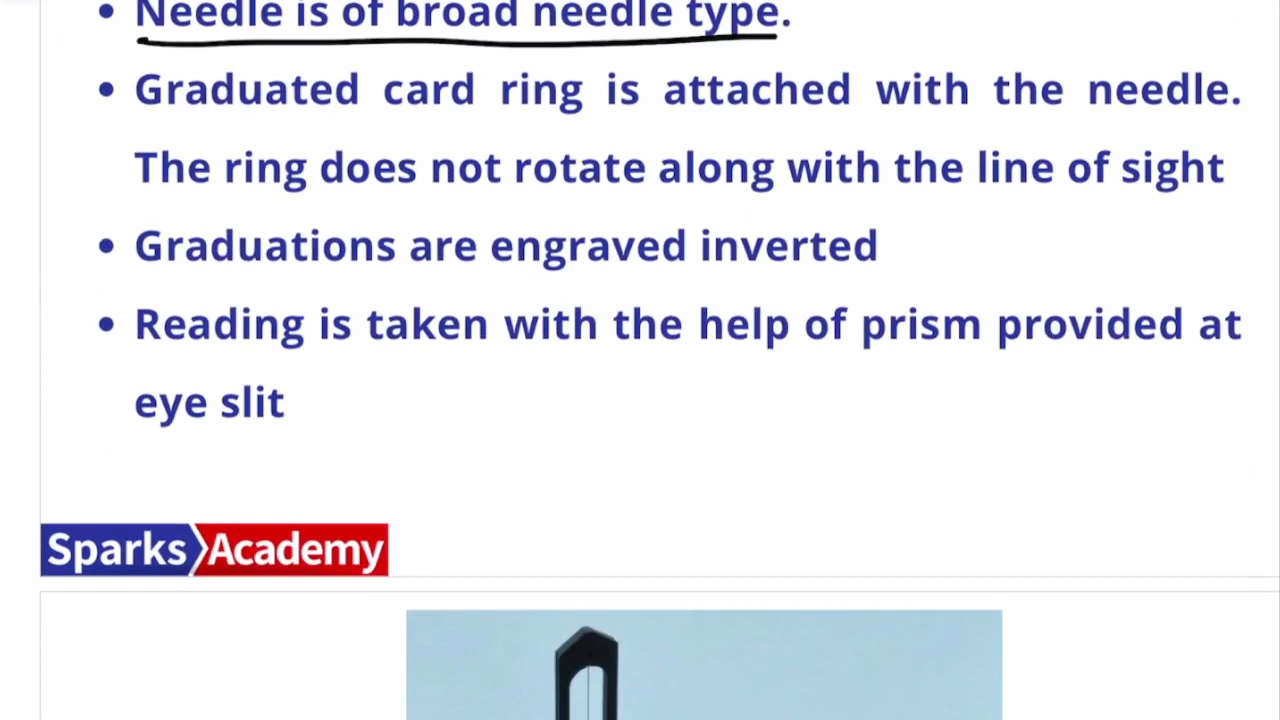 • Needle is of broad needle type.
• Graduated card ring is attached with the needle.
The ring does not rotate along with the line of sight
• Graduations are engraved inverted
• Reading is taken with the help of prism provided at
eye slit
Sparks Academy